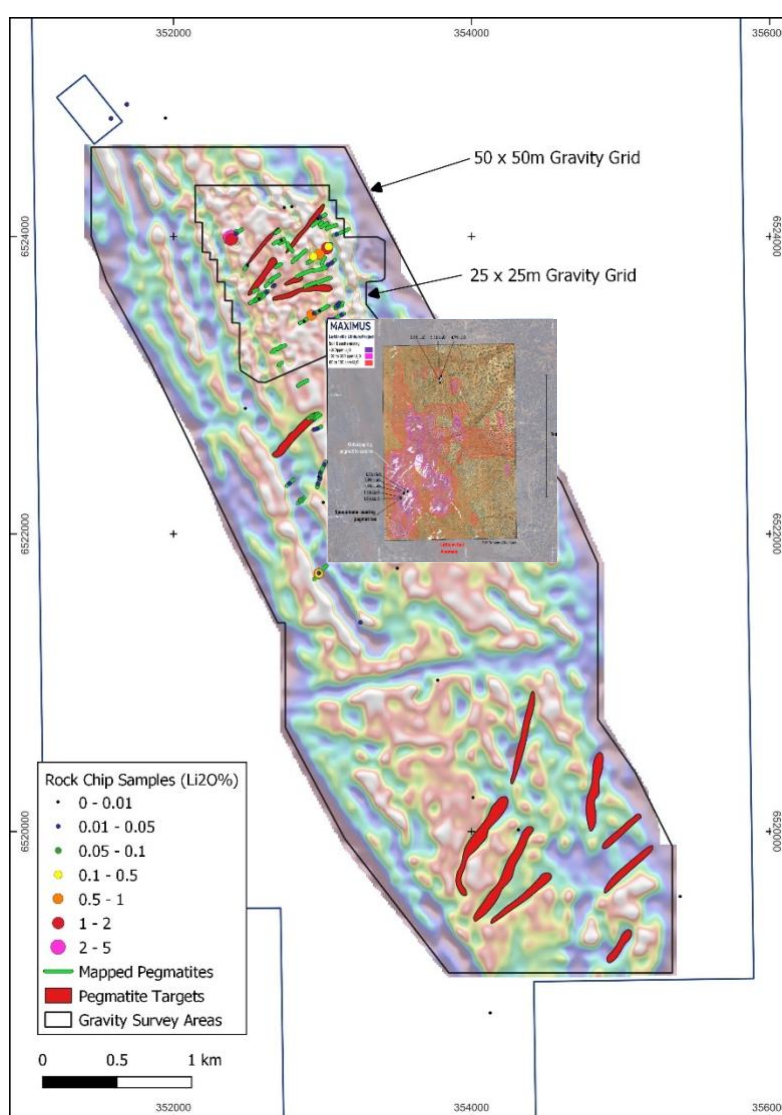 352000
354000
356000
50 x 50m Gravity Grid
6524000
6524000
25 x 25m Gravity Grid
MAXIMUS
6522000
6522000
Rock Chip Samples (Li2O%)
0 - 0.01
0.01 - 0.05
0.05 - 0.1
0.1 - 0.5
0.5 - 1
1 - 2
2 - 5
Mapped Pegmatites
Pegmatite Targets
Gravity Survey Areas
6520000
6520000
0 0.5 1 km
352000
354000
356000